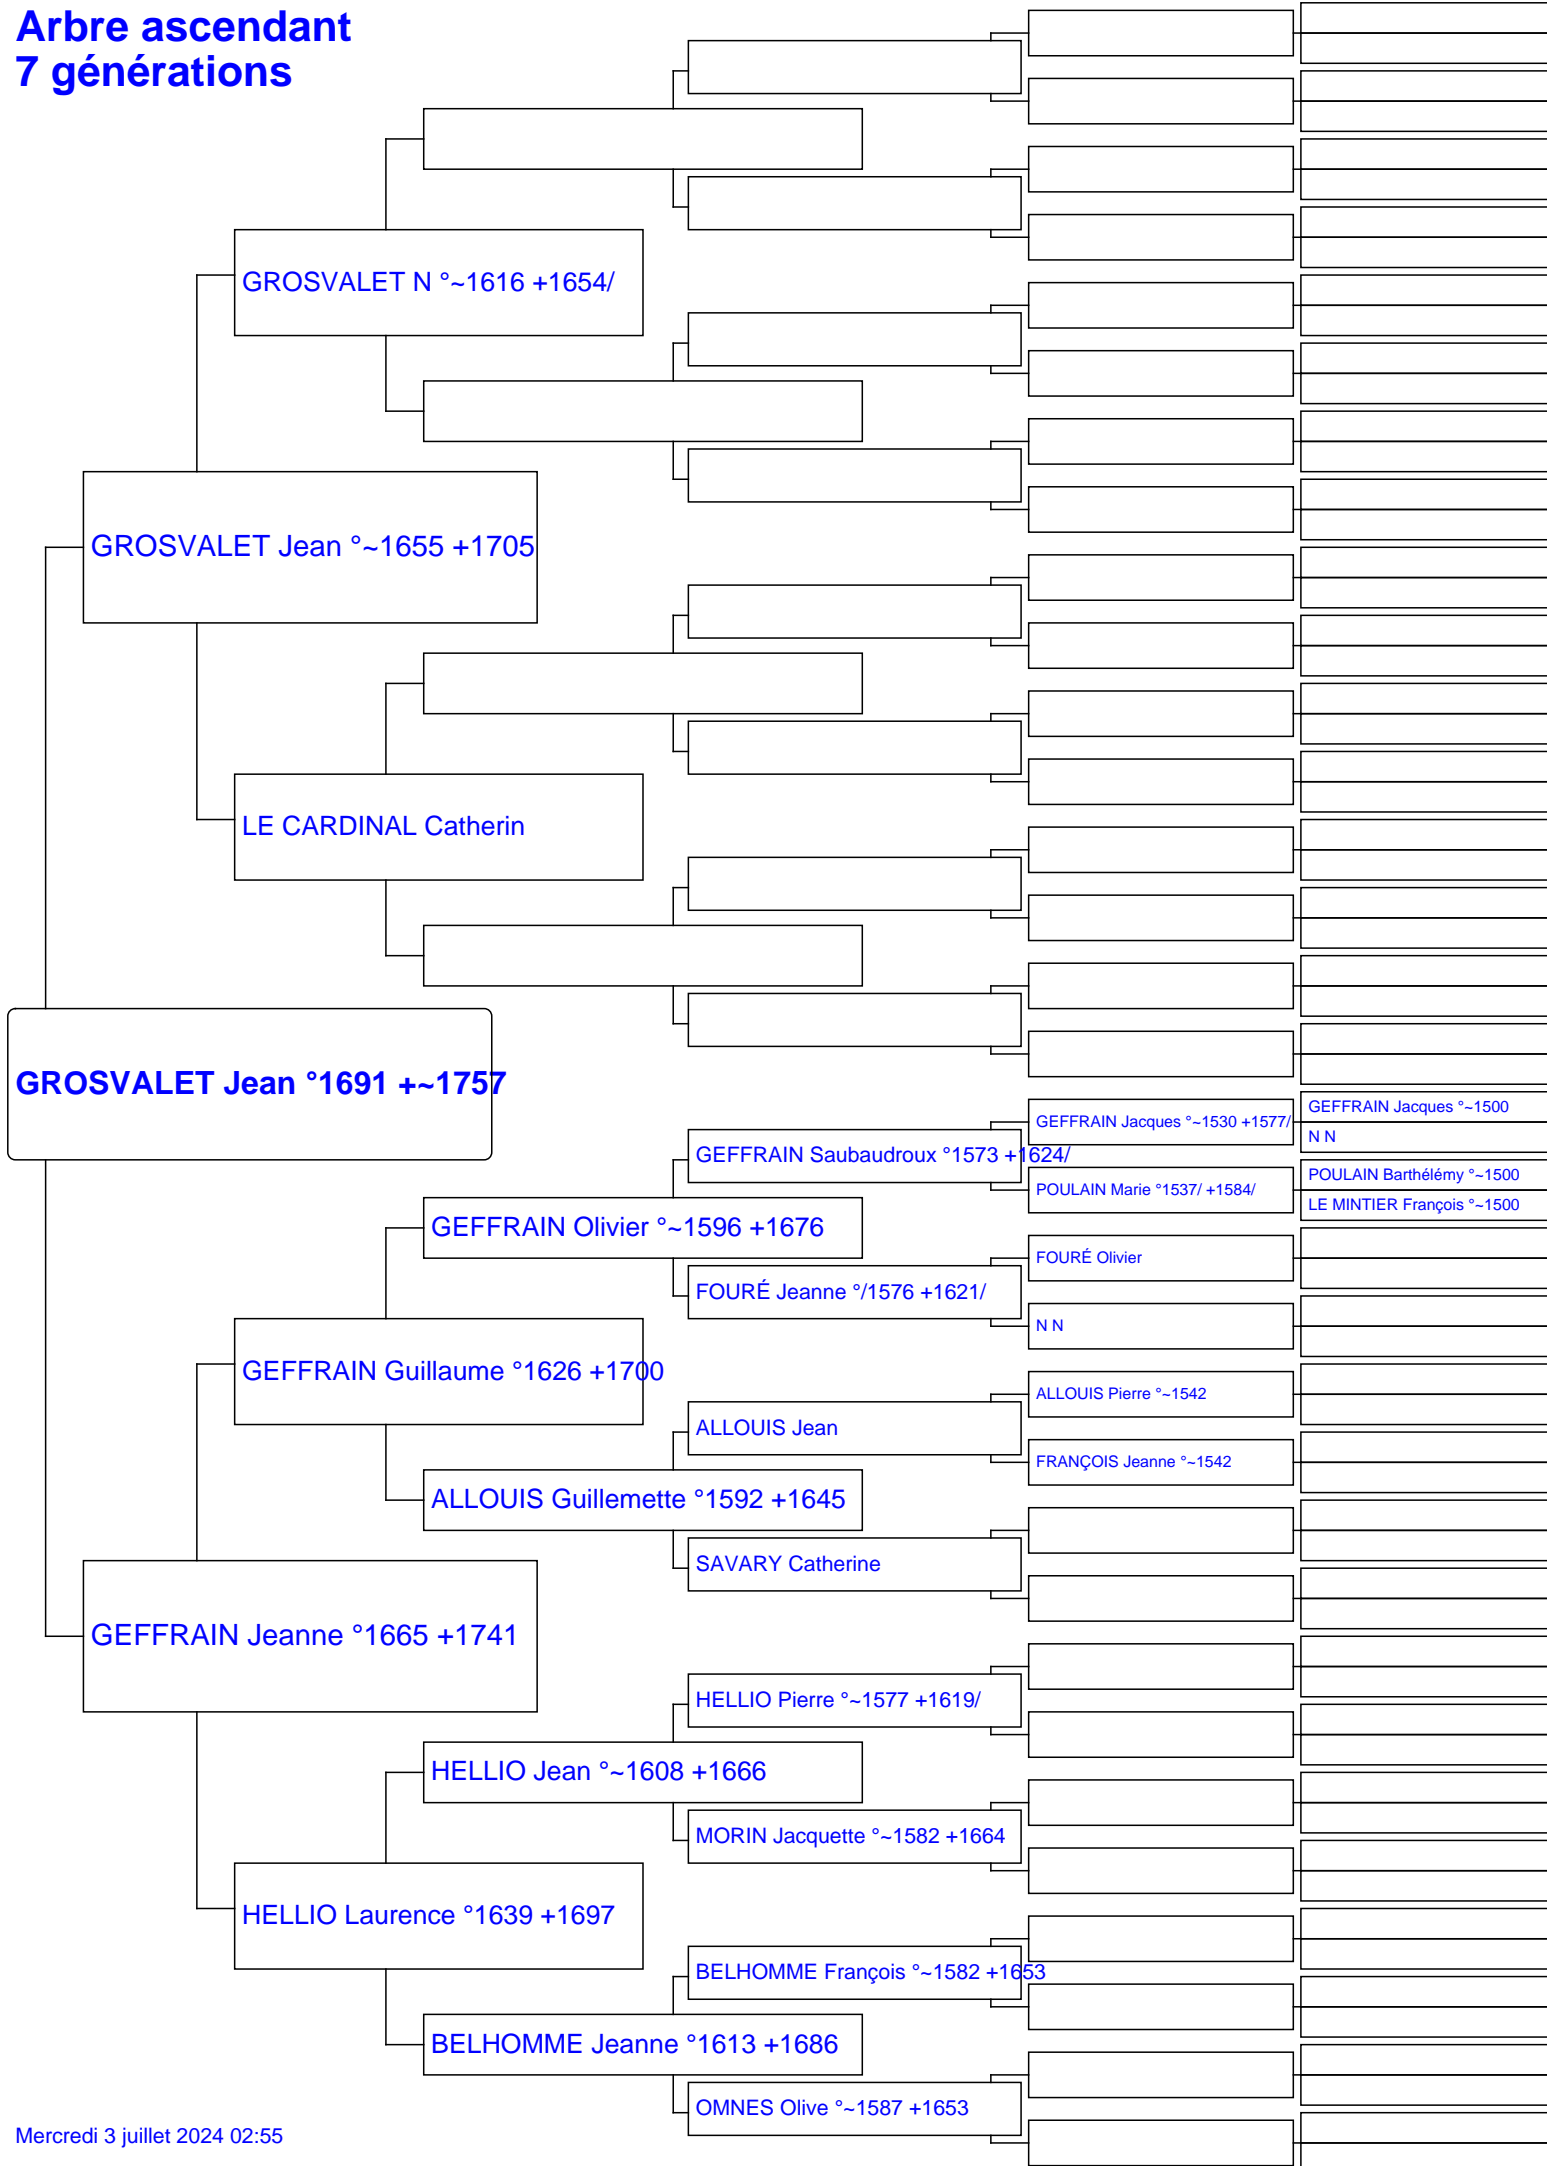 Arbre ascendant
7 générations
GROSVALET N °~1616 +1654/
GROSVALET Jean °~1655 +1705
LE CARDINAL Catherin
GROSVALET Jean °1691 +~1757
GEFFRAIN Jacques °~1530 +1577/
GEFFRAIN Jacques °~1500
N N
GEFFRAIN Saubaudroux °1573 +1624/
POULAIN Marie °1537/ +1584/
POULAIN Barthélémy °~1500
LE MINTIER François °~1500
GEFFRAIN Olivier °~1596 +1676
FOURÉ Olivier
FOURÉ Jeanne °/1576 +1621/
N N
GEFFRAIN Guillaume °1626 +1700
ALLOUIS Pierre °~1542
ALLOUIS Jean
FRANÇOIS Jeanne °~1542
ALLOUIS Guillemette °1592 +1645
SAVARY Catherine
GEFFRAIN Jeanne °1665 +1741
HELLIO Pierre °~1577 +1619/
HELLIO Jean °~1608 +1666
MORIN Jacquette °~1582 +1664
HELLIO Laurence °1639 +1697
BELHOMME François °~1582 +1653
BELHOMME Jeanne °1613 +1686
OMNES Olive °~1587 +1653
Mercredi 3 juillet 2024 02:55